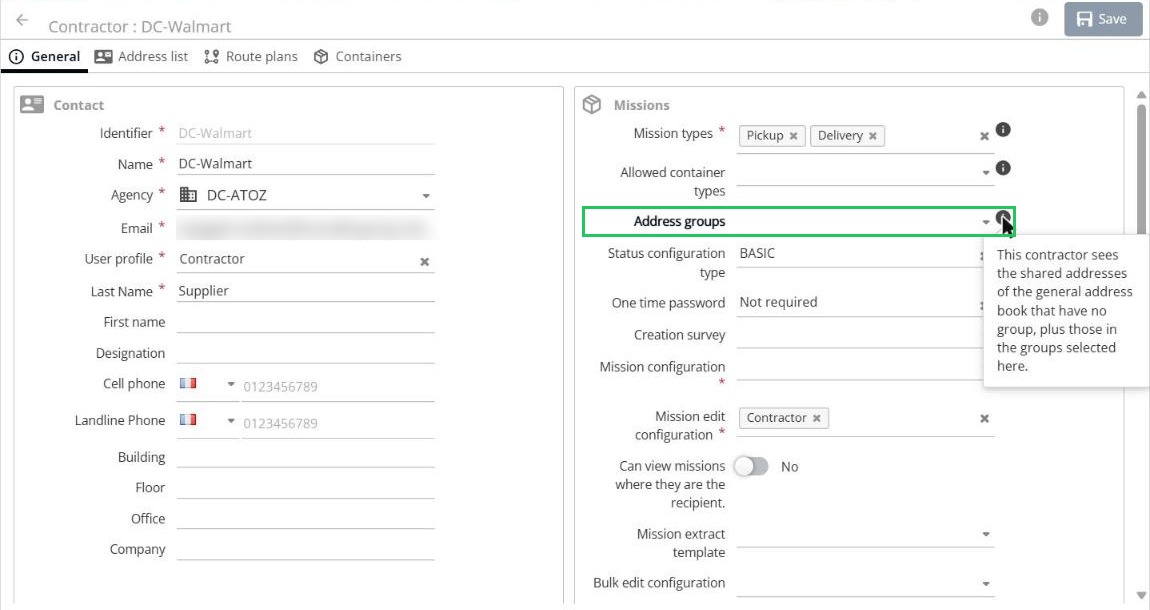 Contractor : DC-Walmart
Save
General
Address list
Route plans
Containers
Contact
Identifier * DC-Walmart
Name * DC-Walmart
Agency * DC-ATOZ
Email *
User profile * Contractor
Last Name * Supplier
First name
Designation
Cell phone 0123456789
Landline Phone 0123456789
Building
Floor
Office
Company
Missions
Mission types * Pickup Delivery
Allowed container
types
Address groups
Status configuration
type
BASIC
One time password Not required
Creation survey
Mission configuration
*
Mission edit
configuration *
Contractor
Can view missions
where they are the
recipient.
No
Mission extract
template
Bulk edit configuration
This contractor sees
the shared addresses
of the general address
book that have no
group, plus those in
the groups selected
here.